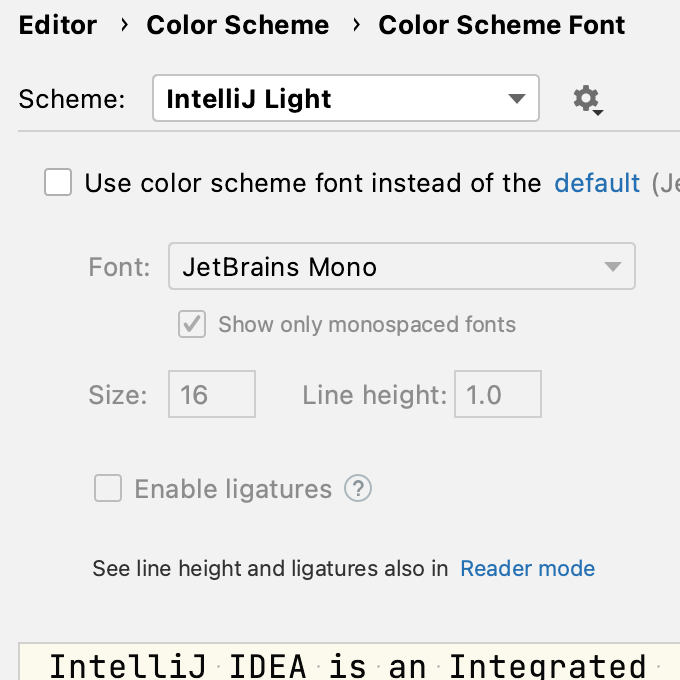 Editor › Color Scheme › Color Scheme Font
Scheme: IntelliJ Light
Use color scheme font instead of the default (Je
Font: JetBrains Mono
Show only monospaced fonts
Size: 16 Line height: 1.0
Enable ligatures ?
See line height and ligatures also in Reader mode
IntelliJ·IDEA·is·an·Integrated·